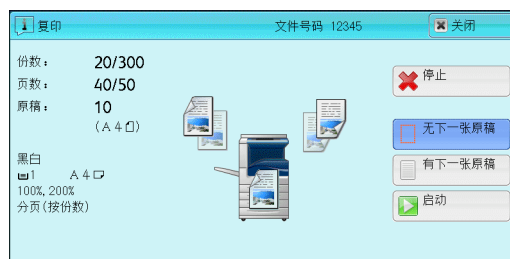 复印
文件号码 12345
关闭
份数： 20/300
页数： 40/50
原稿： 10
(A4)
停止
无下一张原稿
有下一张原稿
启动
黑白
1 A4
100%, 200%
分页(按份数)